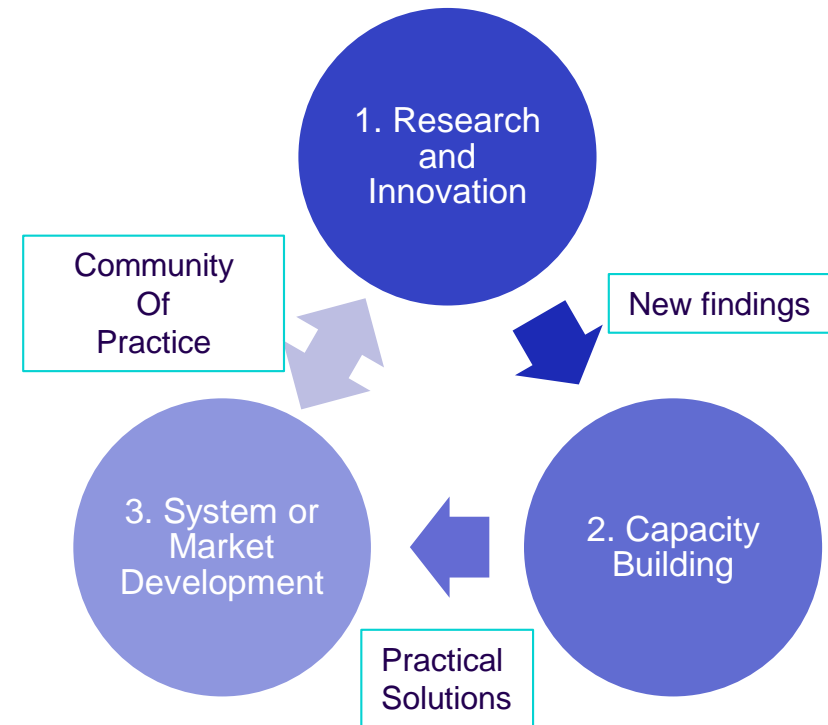 1. Research
and
Innovation
Community
Of
Practice
New findings
3. System or
Market
Development
2. Capacity
Building
Practical
Solutions